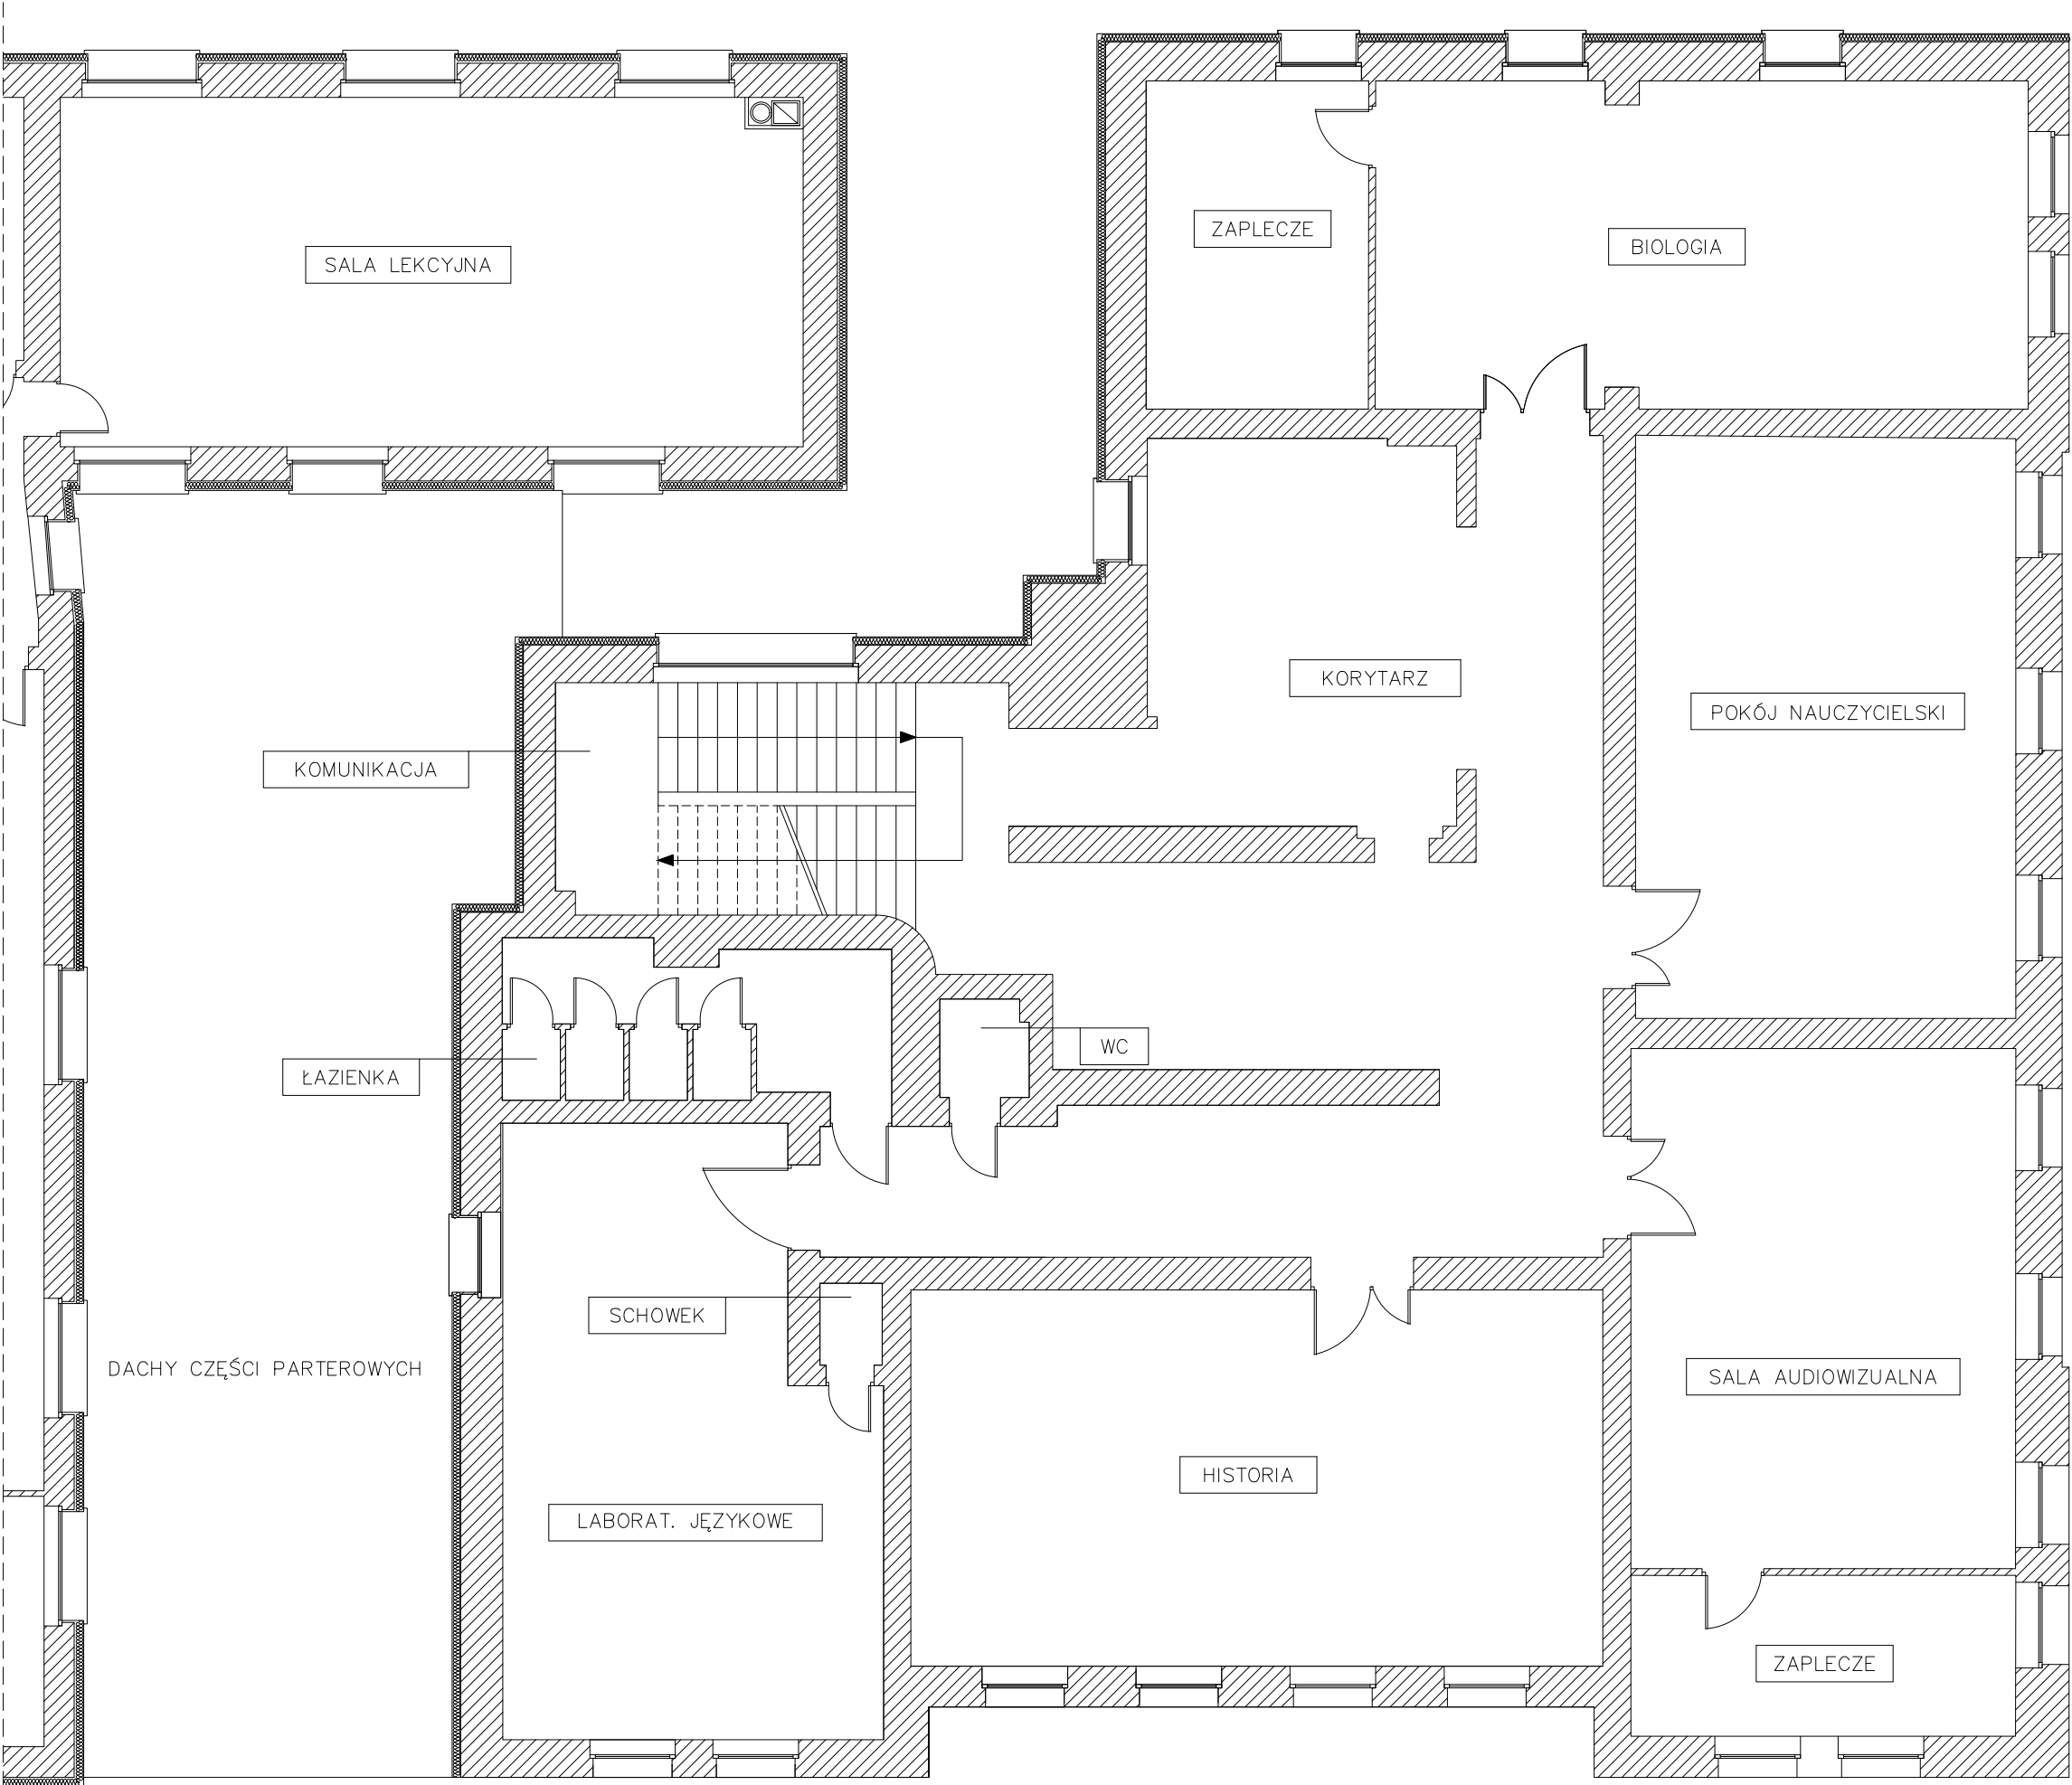 ZAPLECZE
BIOLOGIA
SALA LEKCYJNA
KORYTARZ
POKÓJ NAUCZYCIELSKI
KOMUNIKACJA
WC
ŁAZIENKA
SCHOWEK
DACHY CZĘŚCI PARTEROWYCH
SALA AUDIOWIZUALNA
HISTORIA
LABORAT. JĘZYKOWE
ZAPLECZE